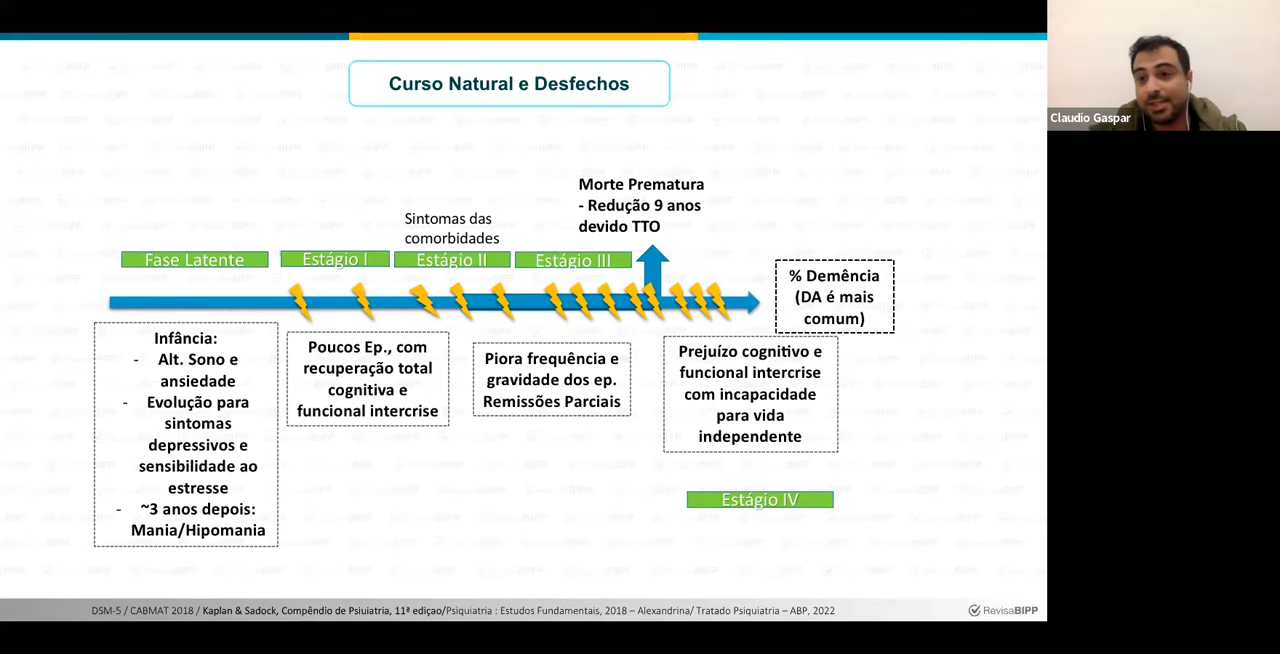 Curso Natural e Desfechos
Claudio Gaspar
Morte Prematura
- Redução 9 anos
devido TTO
Sintomas das
comorbidades
Fase Latente
Estágio I
Estágio II
Estágio III
% Demência
(DA é mais
comum)
Infância:
- Alt. Sono e
ansiedade
- Evolução para
sintomas
depressivos e
sensibilidade ao
estresse
- ~3 anos depois:
Mania/Hipomania
Poucos Ep., com
recuperação total
cognitiva e
funcional intercrise
Piora frequência e
gravidade dos ep.
Remissões Parciais
Prejuízo cognitivo e
funcional intercrise
com incapacidade
para vida
independente
Estágio IV
DSM-5 / CABMAT 2018 / Kaplan & Sadock, Compêndio de Psiuiatria, 11ª ediçao/Psiquiatria : Estudos Fundamentais, 2018 – Alexandrina/ Tratado Psiquiatria – ABP, 2022
RevisaBIPP